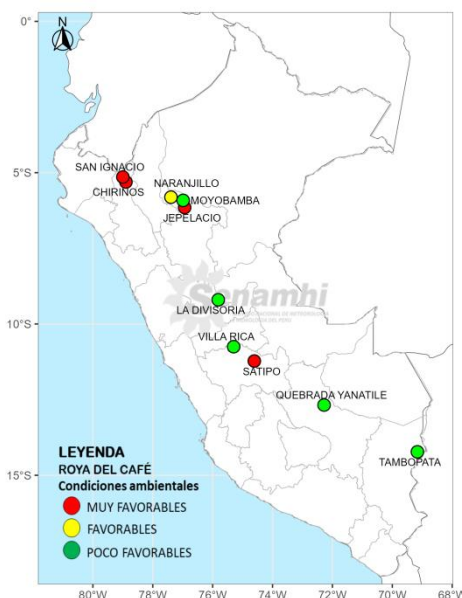 N
0°
5°S
10°S
15°S
SAN IGNACIO
CHIRINOS
NARANJILLO
MOYOBAMBA
JEPELACIO
Senamhi
LA DIVISORIA
VILLA RICA
SATIPO
QUEBRADA YANATILE
TAMBOPATA
LEYENDA
ROYA DEL CAFÉ
Condiciones ambientales
MUY FAVORABLES
FAVORABLES
POCO FAVORABLES
80°W 78°W 76°W 74°W 72°W 70°W 68°W